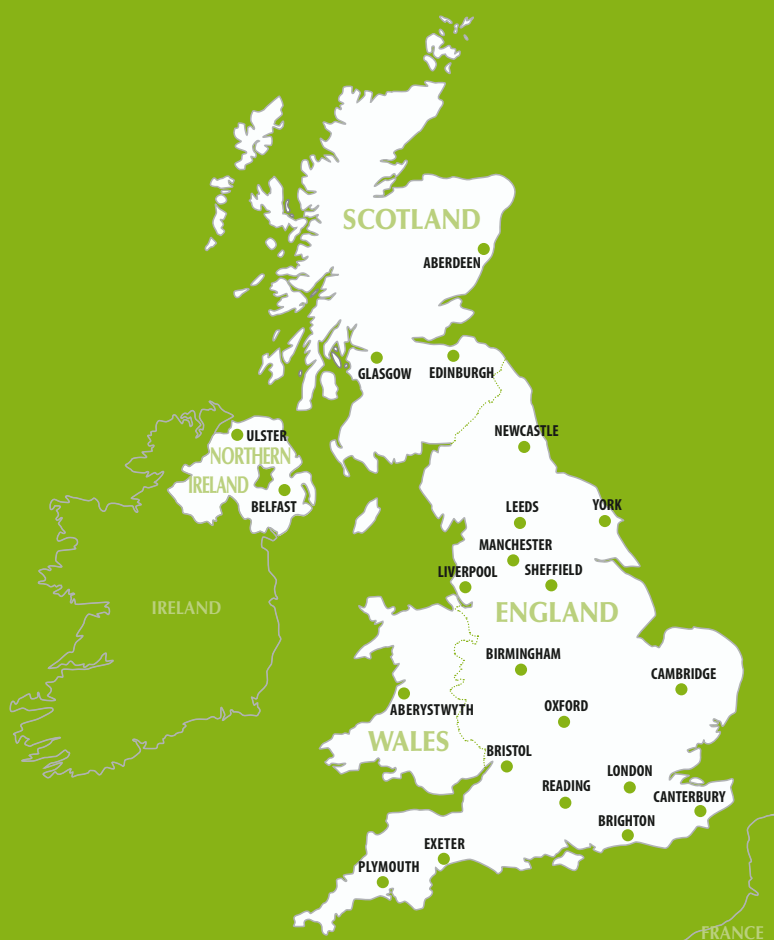 SCOTLAND
ABERDEEN
GLASGOW
EDINBURGH
NEWCASTLE
ULSTER
NORTHERN
IRELAND
BELFAST
LEEDS
YORK
MANCHESTER
LIVERPOOL
SHEFFIELD
IRELAND
ENGLAND
BIRMINGHAM
CAMBRIDGE
ABERYSTWYTH
OXFORD
WALES
BRISTOL
LONDON
READING
CANTERBURY
BRIGHTON
EXETER
PLYMOUTH
FRANCE